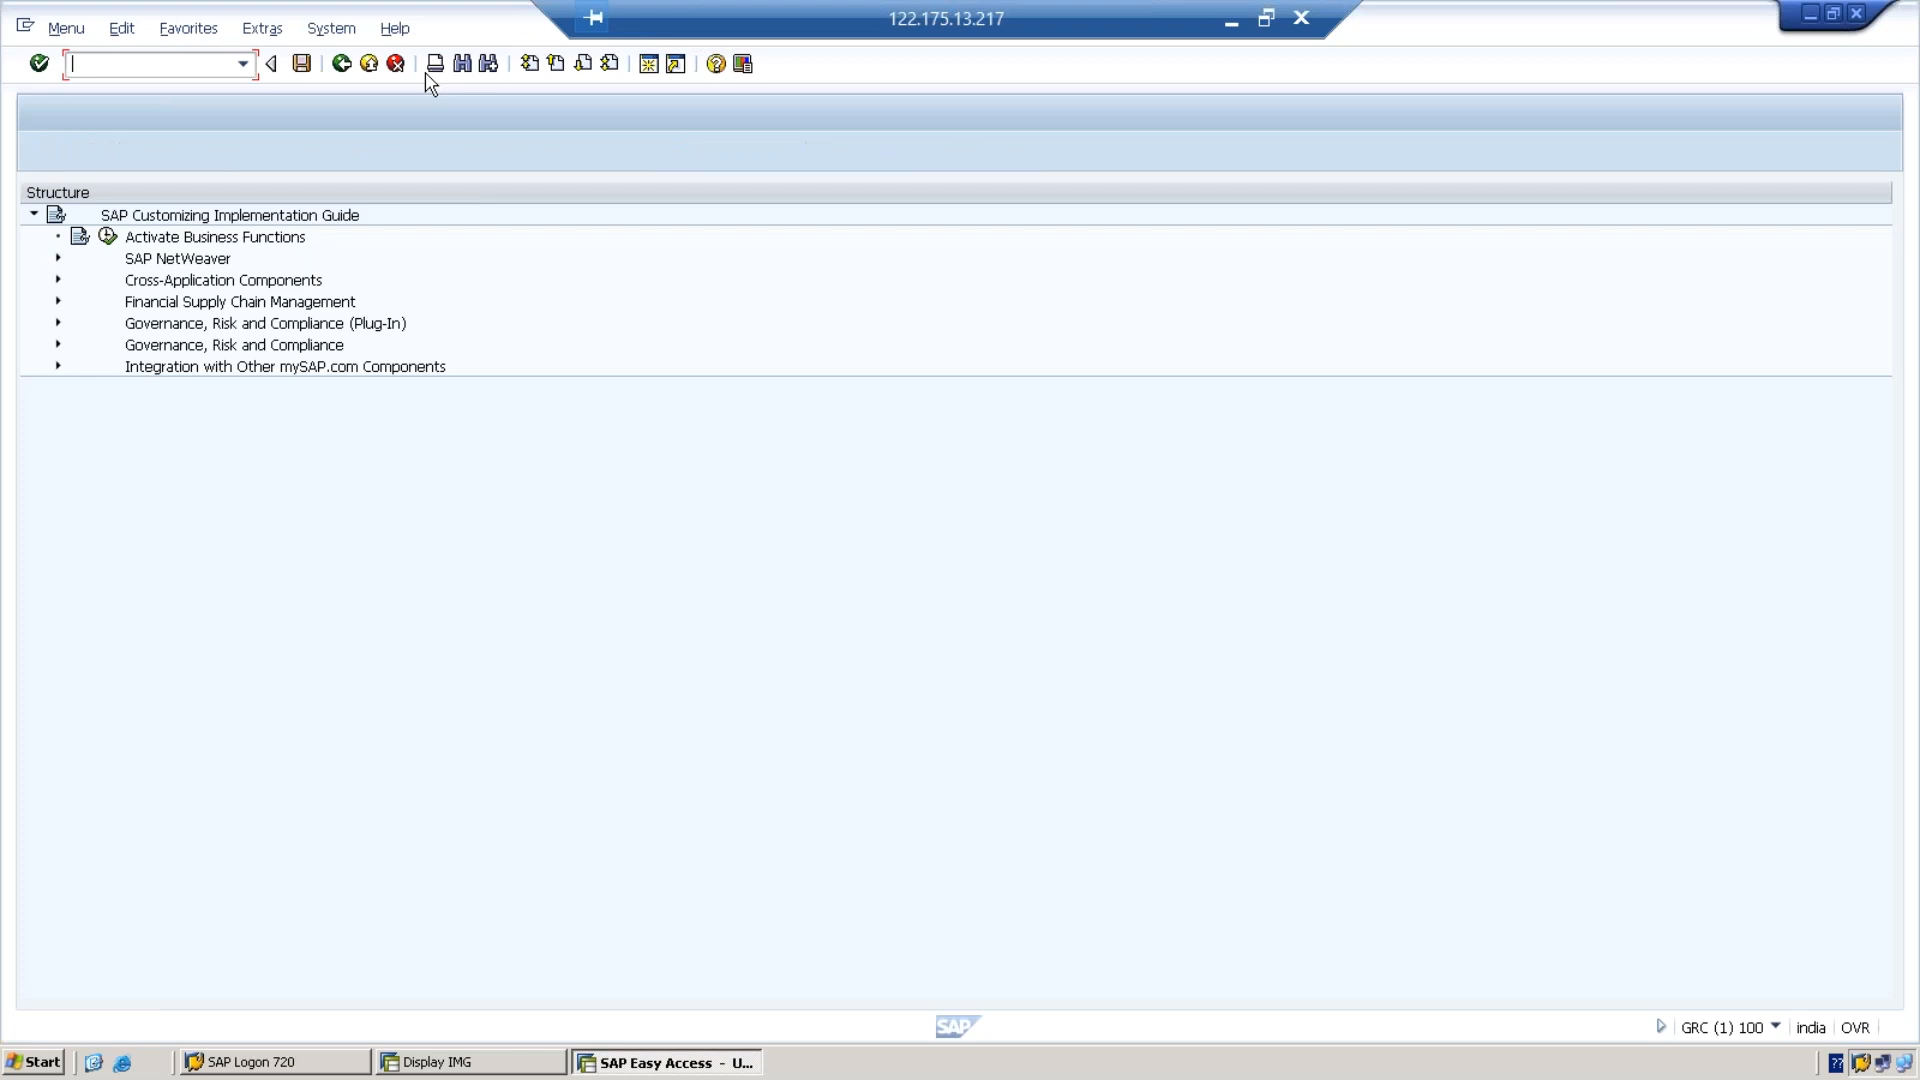 122.175.13.217
Menu Edit Favorites Extras System Help
Structure
SAP Customizing Implementation Guide
Activate Business Functions
SAP NetWeaver
Cross-Application Components
Financial Supply Chain Management
Governance, Risk and Compliance (Plug-In)
Governance, Risk and Compliance
Integration with Other mySAP.com Components
SAP
GRC (1) 100 india OVR
Start SAP Logon 720 Display IMG SAP Easy Access - U... ??